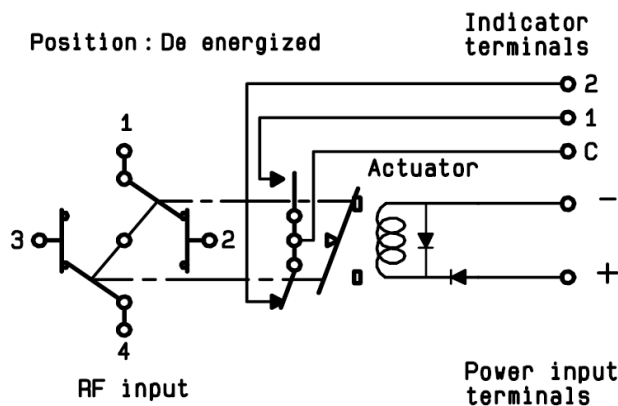 Position : De energized
Indicator
terminals
2
1
C
1
Actuator
3
2
-
+
4
RF input
Power input
terminals